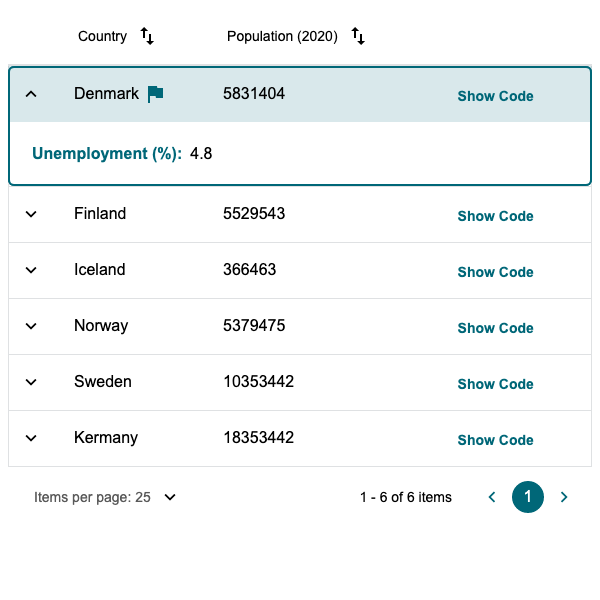 Country Population (2020)
Denmark 5831404 Show Code
Unemployment (%): 4.8
Finland 5529543 Show Code
Iceland 366463 Show Code
Norway 5379475 Show Code
Sweden 10353442 Show Code
Kermany 18353442 Show Code
Items per page: 25 1 - 6 of 6 items 1